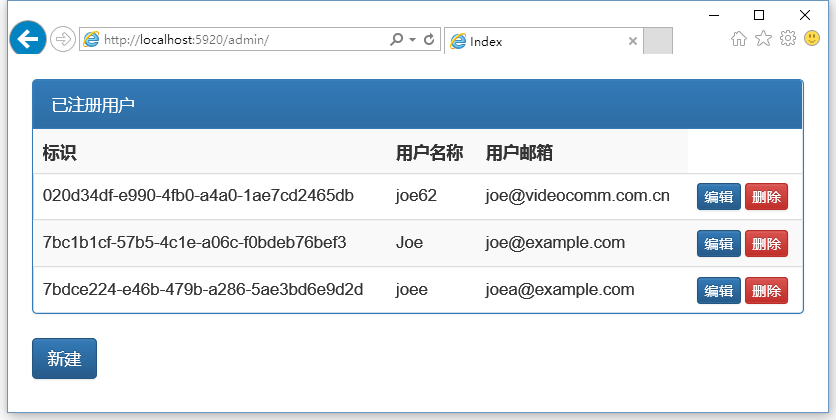 http://localhost:5920/admin/
Index
已注册用户
标识 用户名称 用户邮箱
020d34df-e990-4fb0-a4a0-1ae7cd2465db joe62 joe@videocomm.com.cn 编辑 删除
7bc1b1cf-57b5-4c1e-a06c-f0bdeb76bef3 Joe joe@example.com 编辑 删除
7bdce224-e46b-479b-a286-5ae3bd6e9d2d joee joea@example.com 编辑 删除
新建